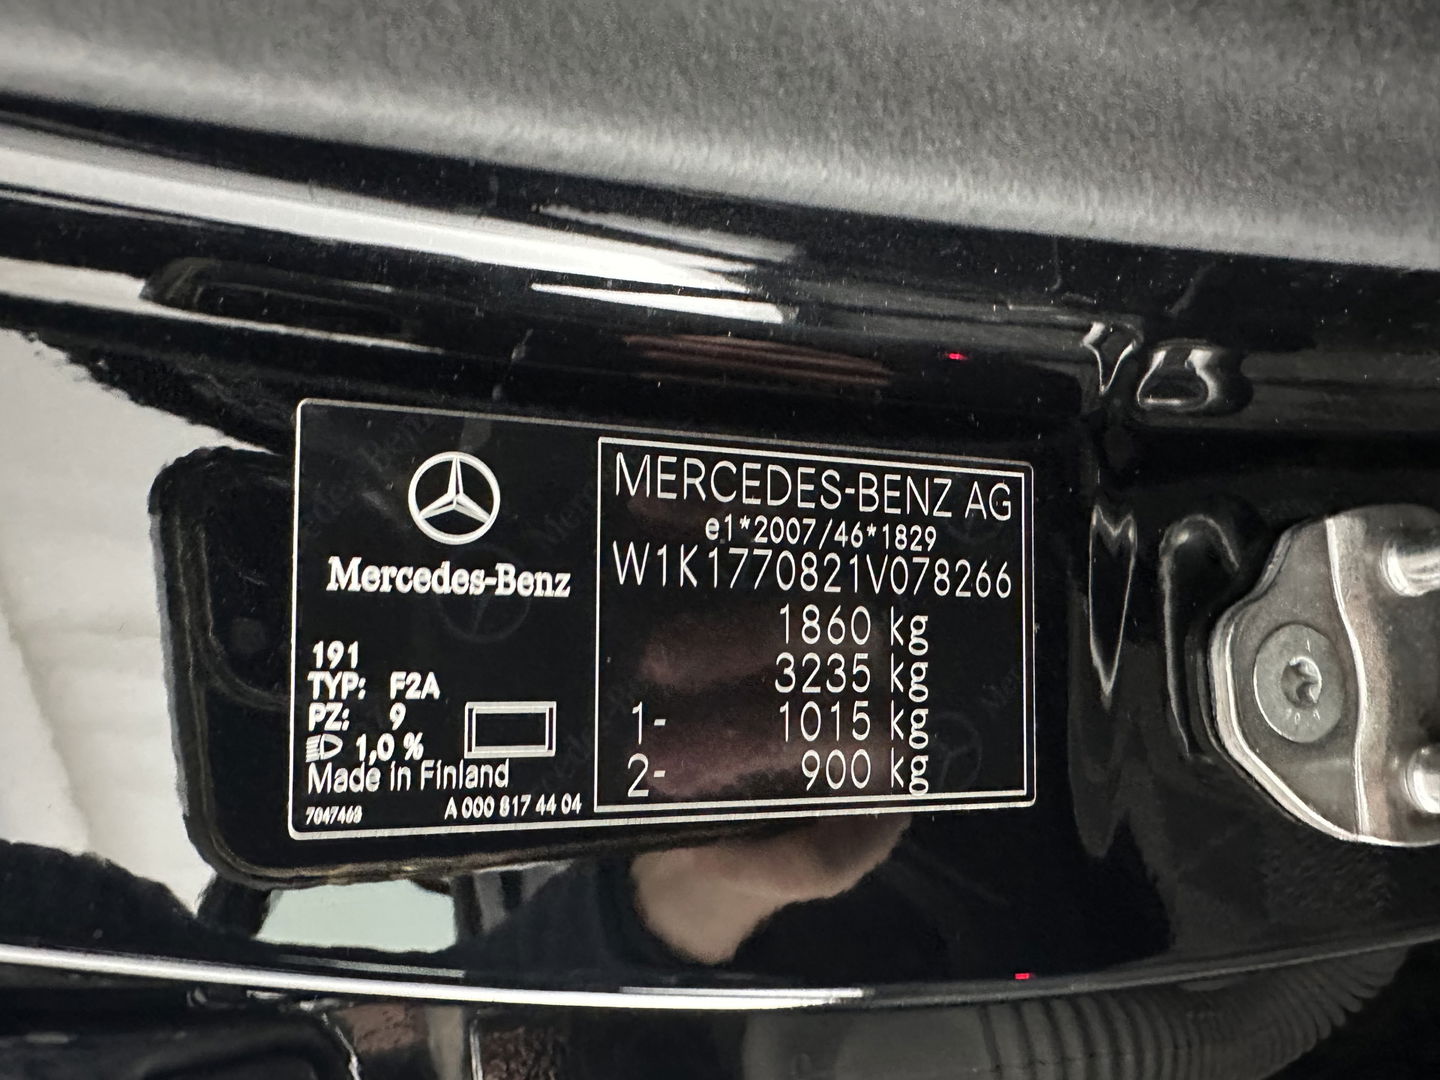 Mercedes-Benz
191
TYP: F2A
PZ: 9
1,0 %
Made in Finland
7047463
A 000 817 44 04
MERCEDES-BENZ AG
e1*2007/46*1829
W1K1770821V078266
1860 kg
3235 kg
1- 1015 kg
2- 900 kg